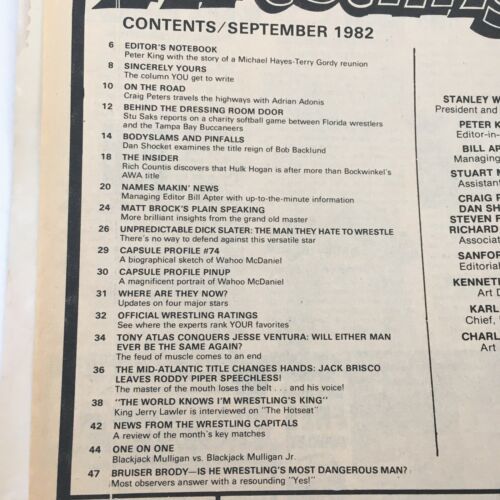 CONTENTS/SEPTEMBER 1982
6 EDITOR'S NOTEBOOK
Peter King with the story of a Michael Hayes-Terry Gordy reunion
8 SINCERELY YOURS
The column YOU get to write
10 ON THE ROAD
Craig Peters travels the highways with Adrian Adonis
12 BEHIND THE DRESSING ROOM DOOR
Stu Saks reports on a charity softball game between Florida wrestlers
and the Tampa Bay Buccaneers
14 BODYSLAMS AND PINFALLS
Dan Shocket examines the title reign of Bob Backlund
18 THE INSIDER
Rich Countis discovers that Hulk Hogan is after more than Bockwinkel's
AWA title
20 NAMES MAKIN' NEWS
Managing Editor Bill Apter with up-to-the-minute information
24 MATT BROCK'S PLAIN SPEAKING
More brilliant insights from the grand old master
26 UNPREDICTABLE DICK SLATER: THE MAN THEY HATE TO WRESTLE
There's no way to defend against this versatile star
29 CAPSULE PROFILE #74
A biographical sketch of Wahoo McDaniel
30 CAPSULE PROFILE PINUP
A magnificent portrait of Wahoo McDaniel
31 WHERE ARE THEY NOW?
Updates on four major stars
32 OFFICIAL WRESTLING RATINGS
See where the experts rank YOUR favorites
34 TONY ATLAS CONQUERS JESSE VENTURA: WILL EITHER MAN
EVER BE THE SAME AGAIN?
The feud of muscle comes to an end
36 THE MID-ATLANTIC TITLE CHANGES HANDS: JACK BRISCO
LEAVES RODDY PIPER SPEECHLESS!
The master of the mouth loses the belt . . . and his voice!
38 "THE WORLD KNOWS I'M WRESTLING'S KING"
King Jerry Lawler is interviewed on "The Hotseat"
42 NEWS FROM THE WRESTLING CAPITALS
A review of the month's key matches
44 ONE ON ONE
Blackjack Mulligan vs. Blackjack Mulligan Jr.
47 BRUISER BRODY—IS HE WRESTLING'S MOST DANGEROUS MAN?
Most observers answer with a resounding "Yes!"
STANLEY W
President and
PETER K
Editor-in-
BILL AP
Managing
STUART
Assistan
CRAIG P
DAN SH
STEVEN F
RICHARD
Associat
SANFOR
Editorial
KENNET
Art D
KARL
Chief,
CHARL
Art